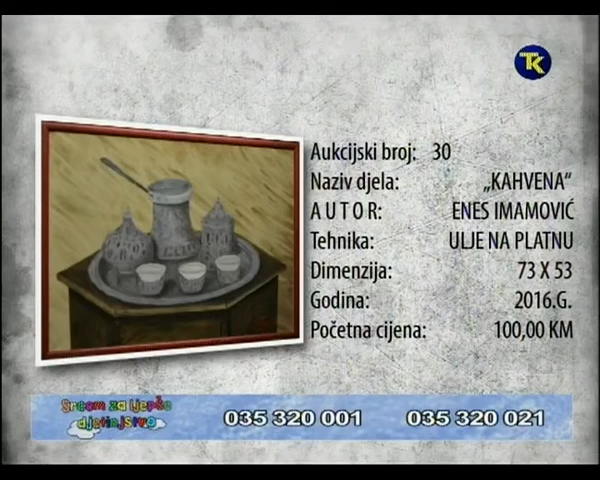 TK
Aukcijski broj: 30
Naziv djela: „KAHVENA“
A U T O R: ENES IMAMOVIĆ
Tehnika: ULJE NA PLATNU
Dimenzija: 73 X 53
Godina: 2016.G.
Početna cijena: 100,00 KM
Srcem za ljepše
djetinjstvo
035 320 001 035 320 021